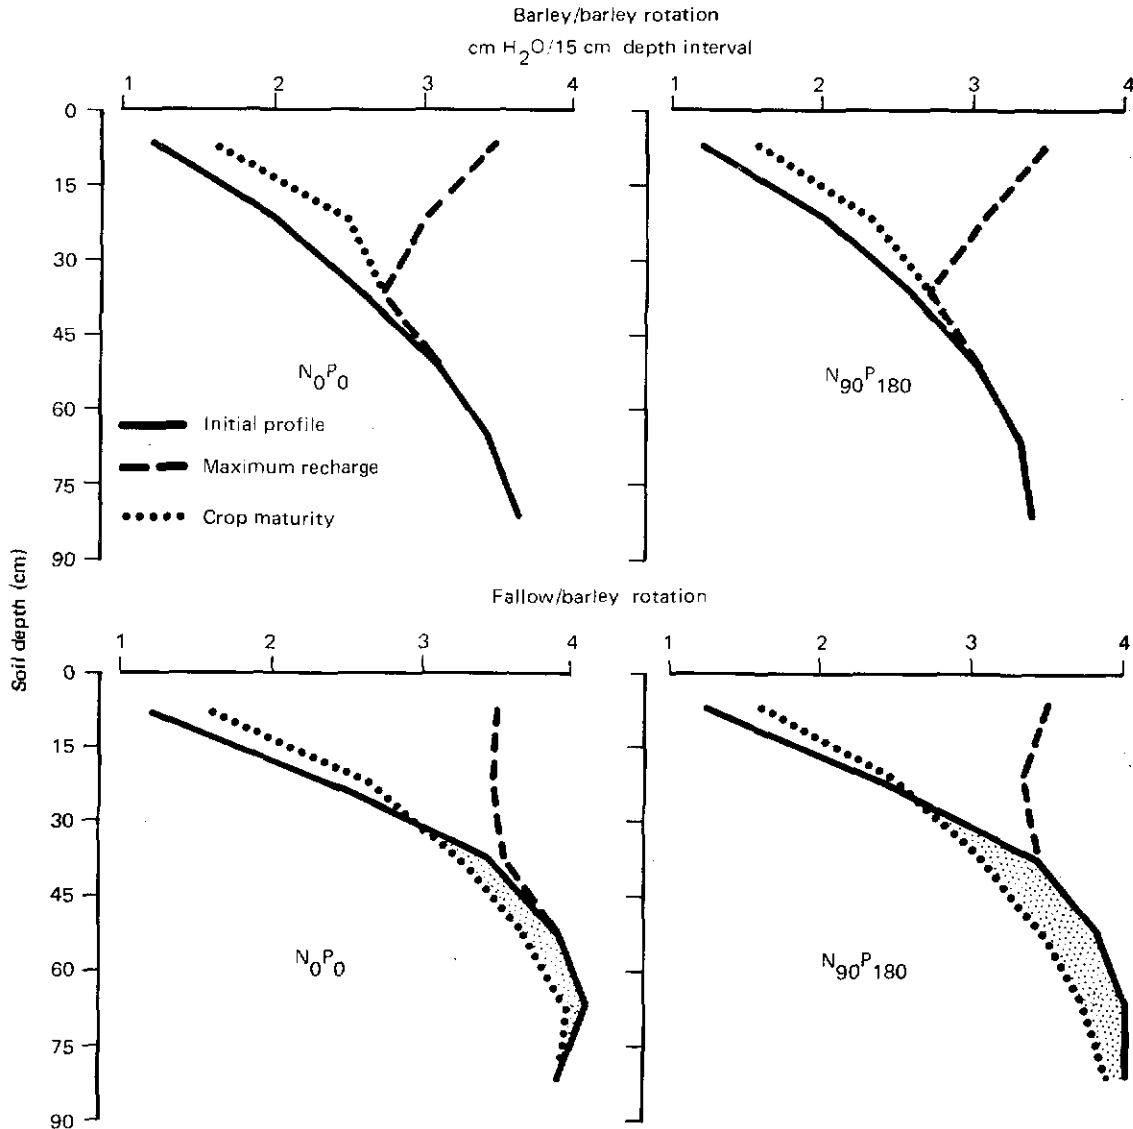 Barley/barley rotation
cm H2O/15 cm depth interval
1 2 3 4 1 2 3 4
0
15
30
45
60
75
90
N0P0
N90P180
Initial profile
Maximum recharge
Crop maturity
Soil depth (cm)
Fallow/barley rotation
1 2 3 4 1 2 3 4
0
15
30
45
60
75
90
N0P0
N90P180